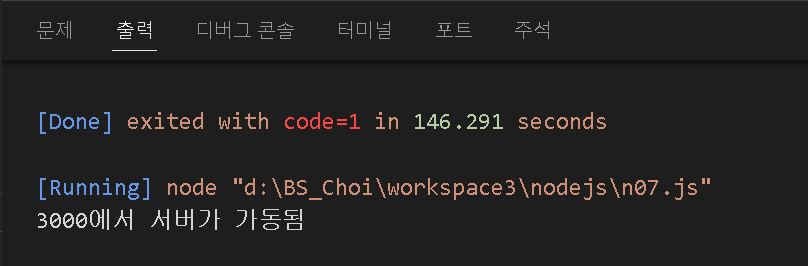 문제 출력 디버그 콘솔 터미널 포트 주석
[Done] exited with code=1 in 146.291 seconds
[Running] node "d:\BS_Choi\workspace3\nodejs\n07.js"
3000에서 서버가 가동됨